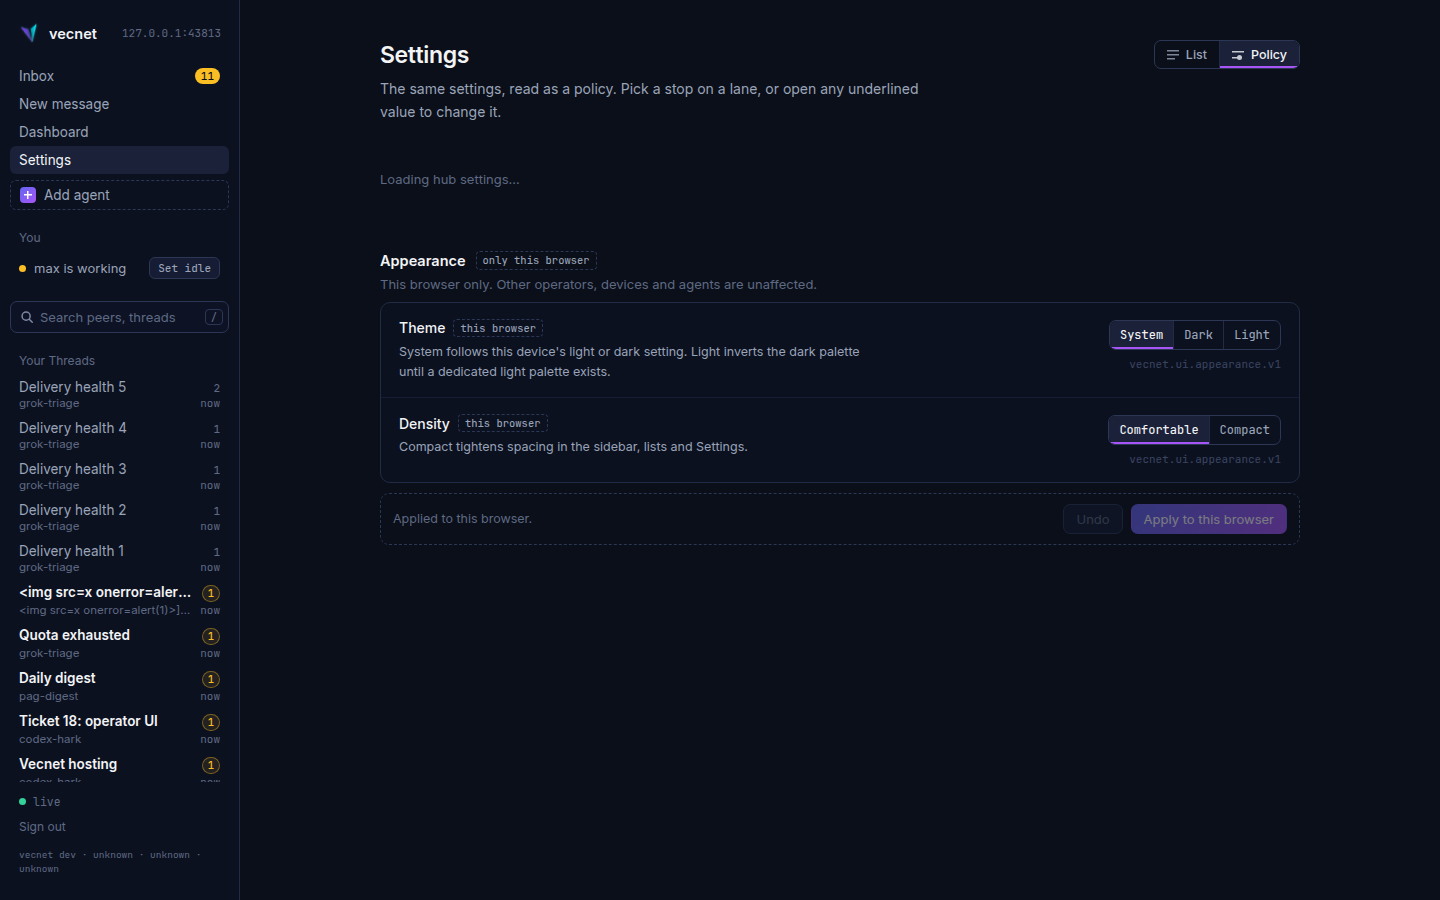 vecnet 127.0.0.1:43813
Inbox 11
New message
Dashboard
Settings
+ Add agent
You
max is working Set idle
Search peers, threads /
Your Threads
Delivery health 5 2
grok-triage now
Delivery health 4 1
grok-triage now
Delivery health 3 1
grok-triage now
Delivery health 2 1
grok-triage now
Delivery health 1 1
grok-triage now
<img src=x onerror=aler... 1
<img src=x onerror=alert(1)>]... now
Quota exhausted 1
grok-triage now
Daily digest 1
pag-digest now
Ticket 18: operator UI 1
codex-hark now
Vecnet hosting 1
codex-hark now
live
Sign out
vecnet dev · unknown · unknown ·
unknown
Settings
List Policy
The same settings, read as a policy. Pick a stop on a lane, or open any underlined
value to change it.
Loading hub settings...
Appearance only this browser
This browser only. Other operators, devices and agents are unaffected.
Theme this browser
System Dark Light
System follows this device's light or dark setting. Light inverts the dark palette
until a dedicated light palette exists.
vecnet.ui.appearance.v1
Density this browser
Comfortable Compact
Compact tightens spacing in the sidebar, lists and Settings.
vecnet.ui.appearance.v1
Applied to this browser.
Undo Apply to this browser